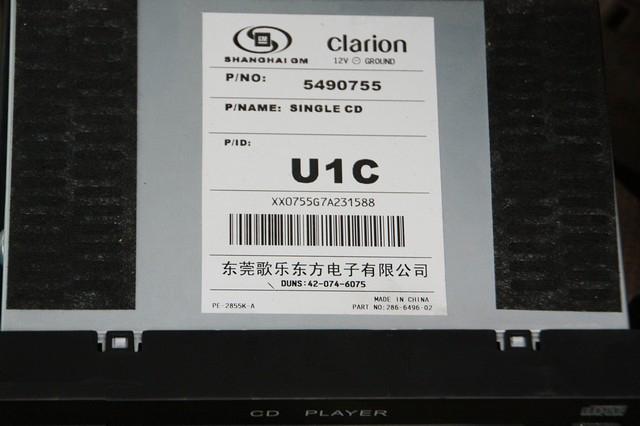 GM clarion
SHANGHAI GM 12V ⊖ GROUND
P/NO: 5490755
P/NAME: SINGLE CD
P/ID:
U1C
XX0755G7A231588
东莞歌乐东方电子有限公司
DUNS:42-074-6075
MADE IN CHINA
PE-2855K-A PART NO:286-6496-02
CD PLAYER